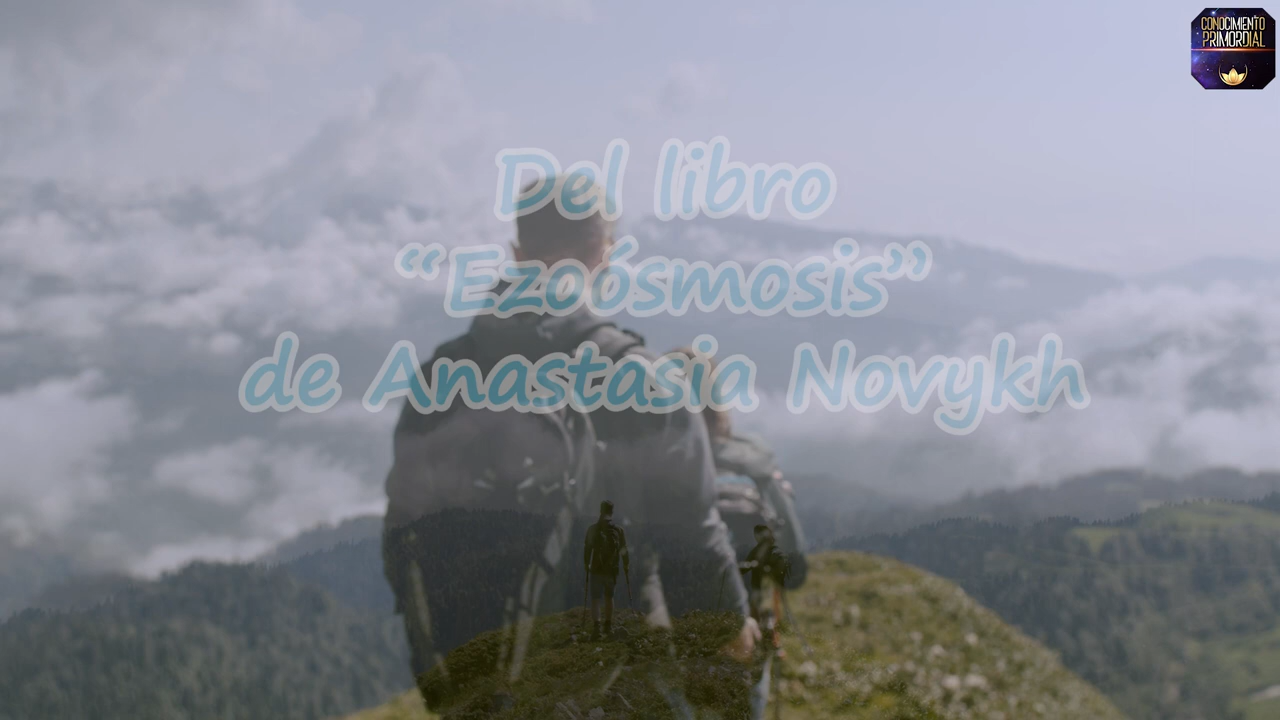 CONOCIMIENTO
PRIMORDIAL
Del libro
“Ezoósmosis”
de Anastasia Novykh